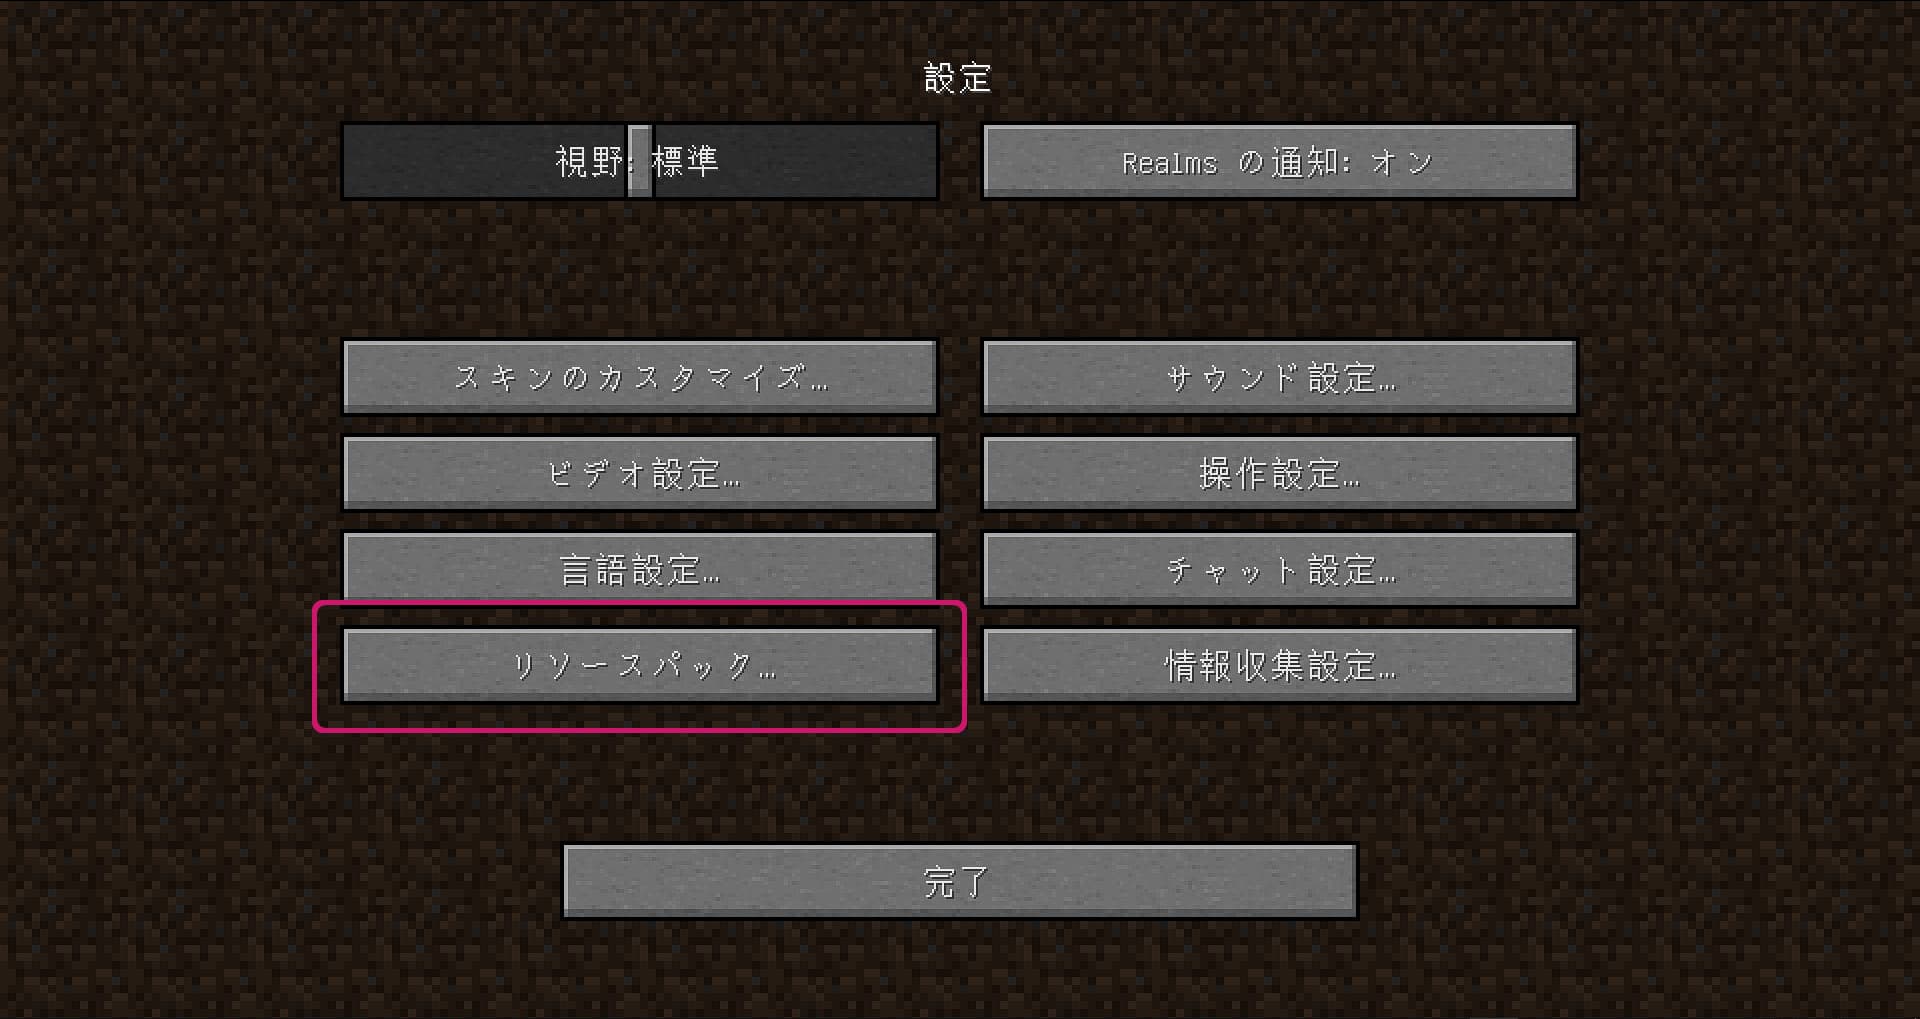 設定
視野: 標準
Realms の通知: オン
スキンのカスタマイズ…
サウンド設定…
ビデオ設定…
操作設定…
言語設定…
チャット設定…
リソースパック…
情報収集設定…
完了